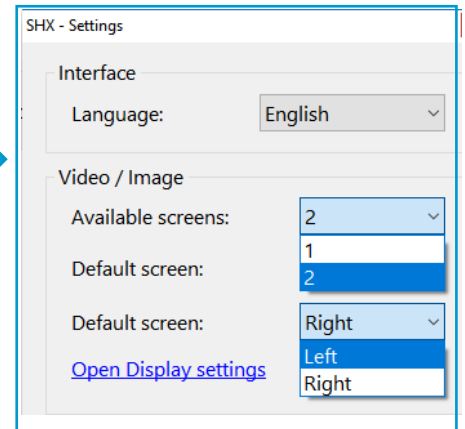 SHX - Settings
Interface
Language: English
Video / Image
Available screens: 2
1
Default screen: 2
Default screen: Right
Left
Open Display settings Right